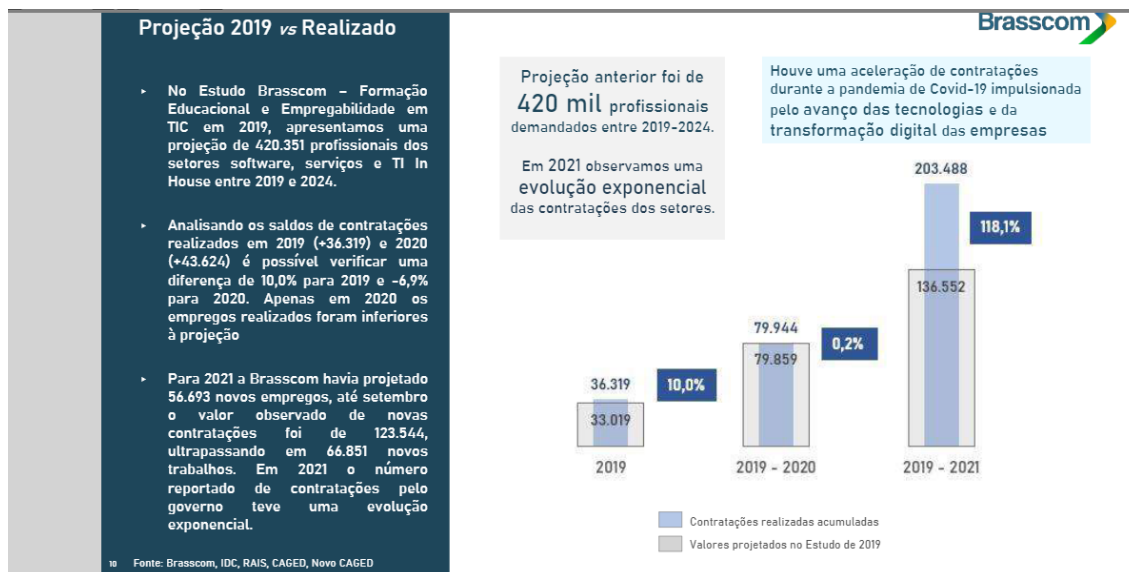 Projeção 2019 vs Realizado
▸ No Estudo Brasscom – Formação
Educacional e Empregabilidade em
TIC em 2019, apresentamos uma
projeção de 420.351 profissionais dos
setores software, serviços e TI In
House entre 2019 e 2024.
▸ Analisando os saldos de contratações
realizados em 2019 (+36.319) e 2020
(+43.624) é possível verificar uma
diferença de 10,0% para 2019 e -6,9%
para 2020. Apenas em 2020 os
empregos realizados foram inferiores
à projeção
▸ Para 2021 a Brasscom havia projetado
56.693 novos empregos, até setembro
o valor observado de novas
contratações foi de 123.544,
ultrapassando em 66.851 novos
trabalhos. Em 2021 o número
reportado de contratações pelo
governo teve uma evolução
exponencial.
10 Fonte: Brasscom, IDC, RAIS, CAGED, Novo CAGED
Brasscom
Projeção anterior foi de
420 mil profissionais
demandados entre 2019-2024.
Em 2021 observamos uma
evolução exponencial
das contratações dos setores.
Houve uma aceleração de contratações
durante a pandemia de Covid-19 impulsionada
pelo avanço das tecnologias e da
transformação digital das empresas
203.488
118,1%
136.552
79.944
0,2%
79.859
36.319
10,0%
33.019
2019
2019 - 2020
2019 - 2021
Contratações realizadas acumuladas
Valores projetados no Estudo de 2019